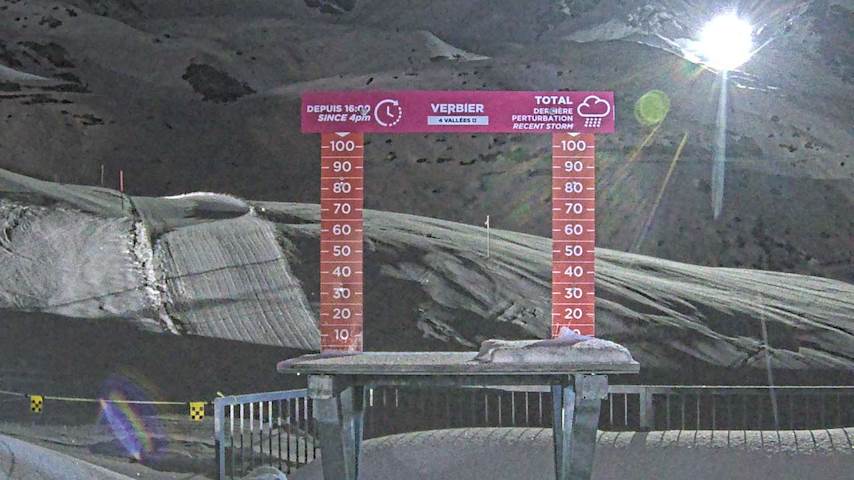 DEPUIS 16:00
SINCE 4pm
VERBIER
4 VALLÉES
TOTAL
DERNIÈRE
PERTURBATION
RECENT STORM
100
90
80
70
60
50
40
30
20
10
100
90
80
70
60
50
40
30
20